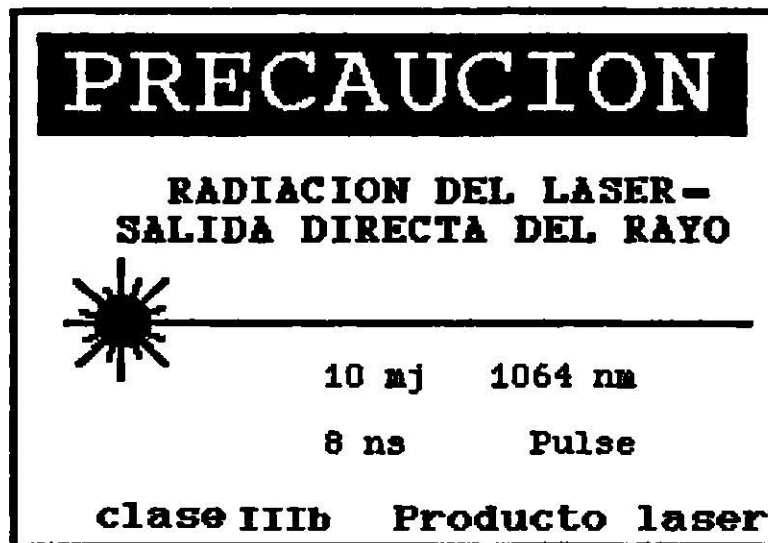 PRECAUCION
RADIACION DEL LASER-
SALIDA DIRECTA DEL RAYO
10 mj 1064 nm
8 ns Pulse
clase IIIb Producto laser